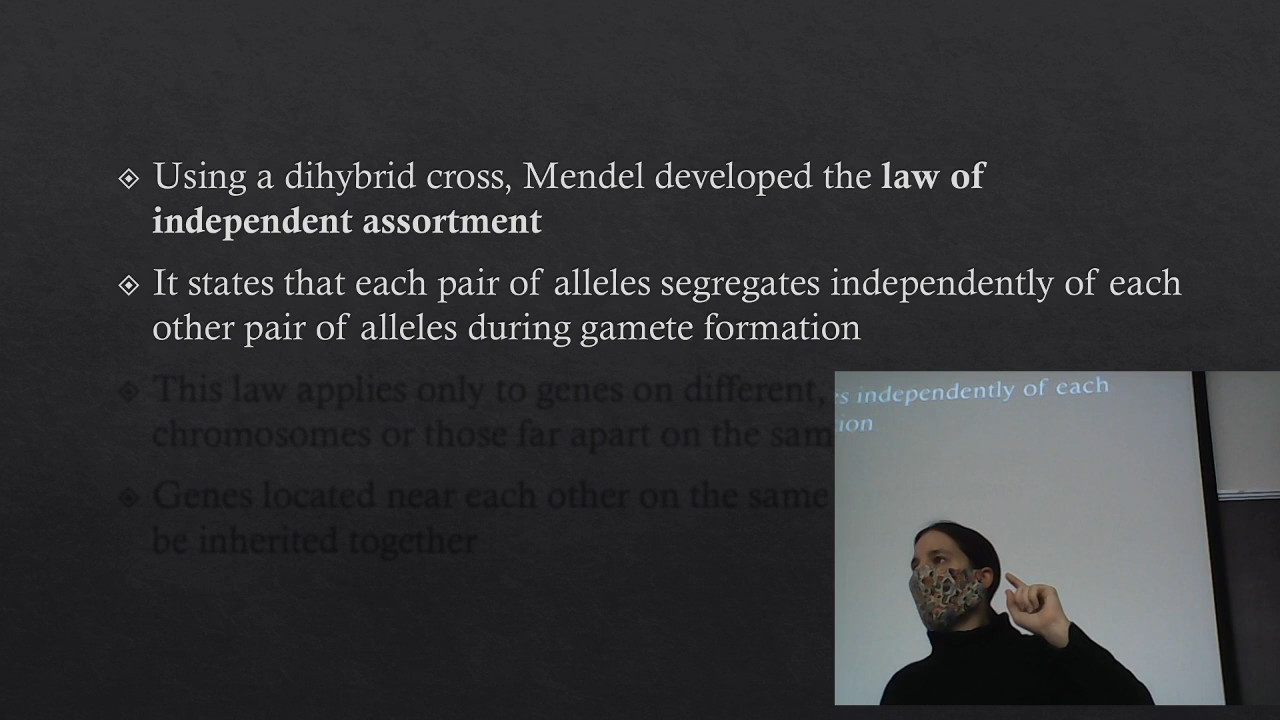 Using a dihybrid cross, Mendel developed the law of
independent assortment
It states that each pair of alleles segregates independently of each
other pair of alleles during gamete formation
This law applies only to genes on different,
chromosomes or those far apart on the sam
Genes located near each other on the same
be inherited together
s independently of each
ion